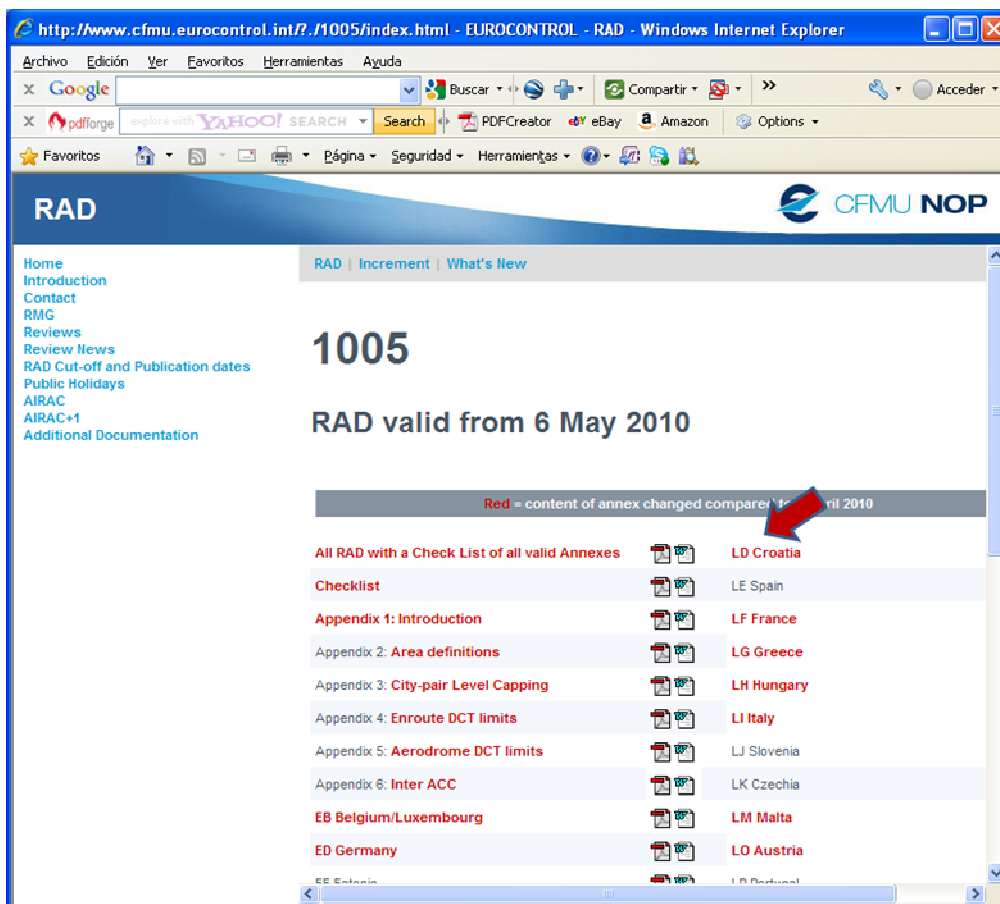 http://www.cfmu.eurocontrol.int/?./1005/index.html - EUROCONTROL - RAD - Windows Internet Explorer
Archivo Edición Ver Favoritos Herramientas Ayuda
x Google Buscar Compartir Acceder
x pdfforge explore with YAHOO! SEARCH Search PDFCreator eBay Amazon Options
Favoritos Página Seguridad Herramientas
RAD
CFMU NOP
Home
Introduction
Contact
RMG
Reviews
Review News
RAD Cut-off and Publication dates
Public Holidays
AIRAC
AIRAC+1
Additional Documentation
RAD | Increment | What's New
1005
RAD valid from 6 May 2010
Red = content of annex changed compared 2010
All RAD with a Check List of all valid Annexes LD Croatia
Checklist LE Spain
Appendix 1: Introduction LF France
Appendix 2: Area definitions LG Greece
Appendix 3: City-pair Level Capping LH Hungary
Appendix 4: Enroute DCT limits LI Italy
Appendix 5: Aerodrome DCT limits LJ Slovenia
Appendix 6: Inter ACC LK Czechia
EB Belgium/Luxembourg LM Malta
ED Germany LO Austria